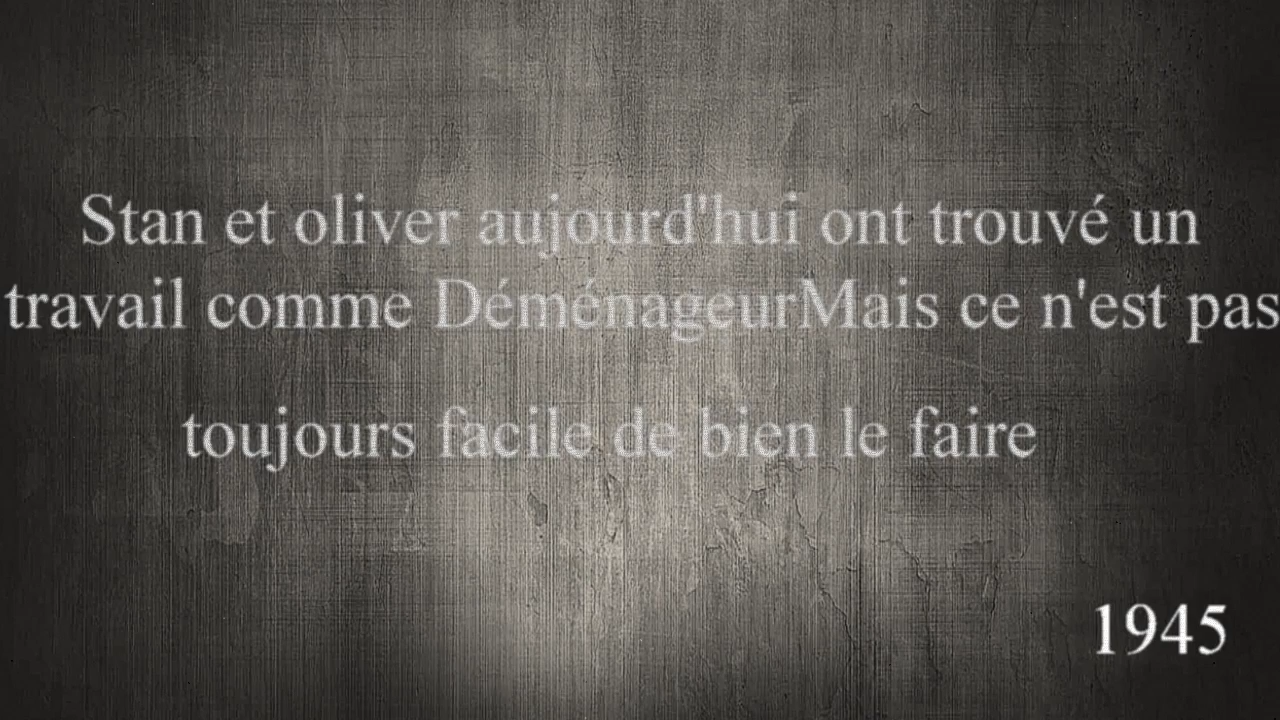 Stan et oliver aujourd'hui ont trouvé un
travail comme DéménageurMais ce n'est pas
toujours facile de bien le faire
1945